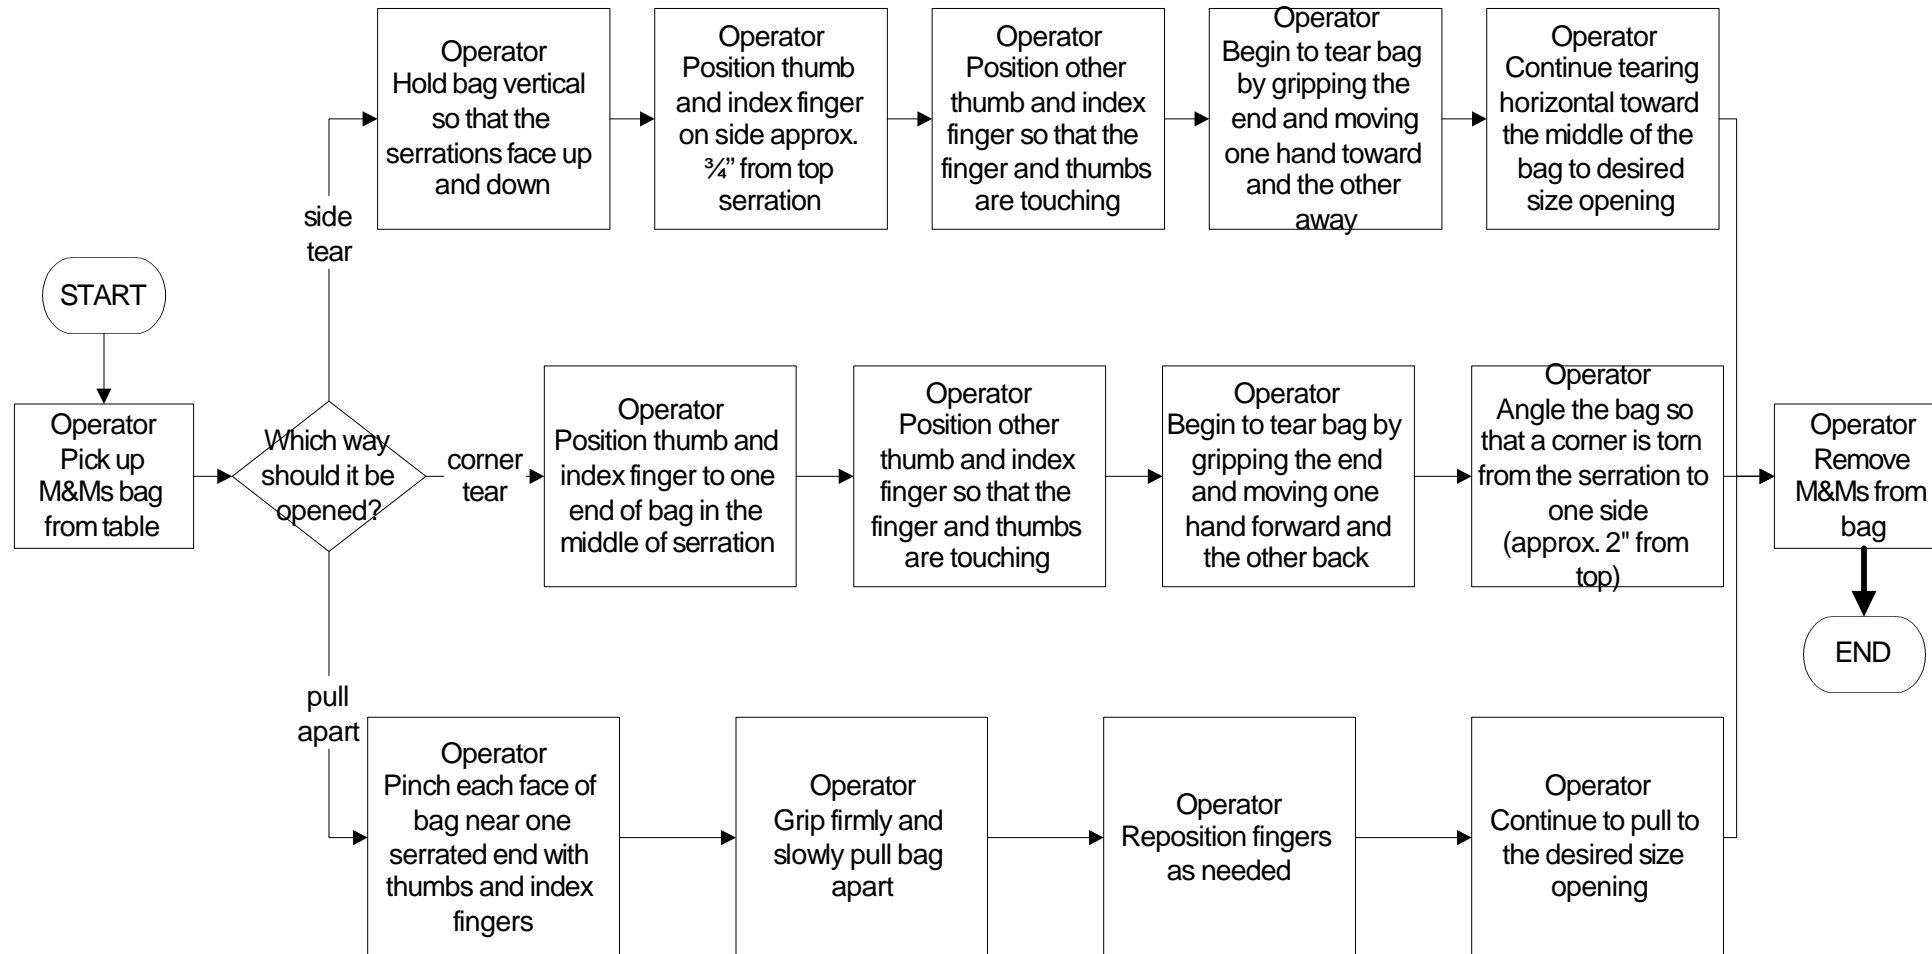 START
Operator
Pick up
M&Ms bag
from table
Which way
should it be
opened?
side
tear
Operator
Hold bag vertical
so that the
serrations face up
and down
Operator
Position thumb
and index finger
on side approx.
¾” from top
serration
Operator
Position other
thumb and index
finger so that the
finger and thumbs
are touching
Operator
Begin to tear bag
by gripping the
end and moving
one hand toward
and the other
away
Operator
Continue tearing
horizontal toward
the middle of the
bag to desired
size opening
corner
tear
Operator
Position thumb and
index finger to one
end of bag in the
middle of serration
Operator
Position other
thumb and index
finger so that the
finger and thumbs
are touching
Operator
Begin to tear bag by
gripping the end
and moving one
hand forward and
the other back
Operator
Angle the bag so
that a corner is torn
from the serration to
one side
(approx. 2" from
top)
pull
apart
Operator
Pinch each face of
bag near one
serrated end with
thumbs and index
fingers
Operator
Grip firmly and
slowly pull bag
apart
Operator
Reposition fingers
as needed
Operator
Continue to pull to
the desired size
opening
Operator
Remove
M&Ms from
bag
END